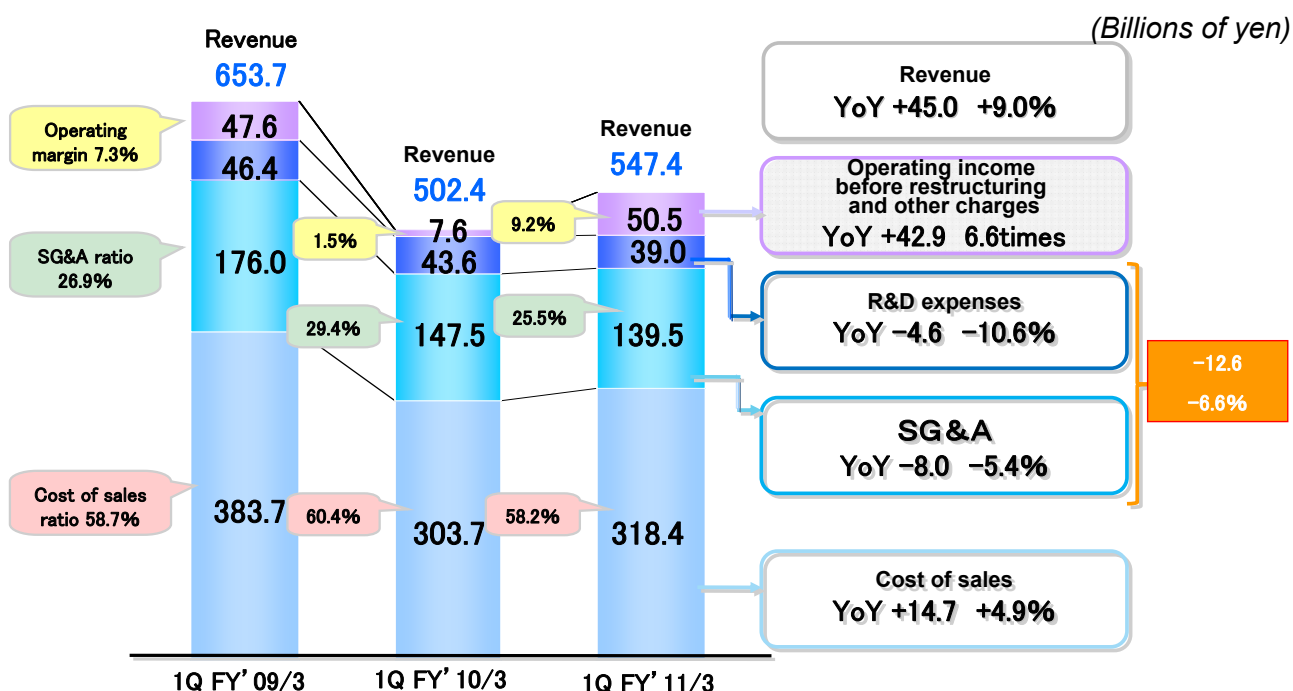 (Billions of yen)
Revenue
653.7
Operating
margin 7.3%
47.6
46.4
SG&A ratio
26.9%
176.0
Cost of sales
ratio 58.7%
383.7
1Q FY’09/3
Revenue
502.4
1.5%
7.6
43.6
29.4%
147.5
60.4%
303.7
1Q FY’10/3
Revenue
547.4
9.2%
50.5
39.0
25.5%
139.5
58.2%
318.4
1Q FY’11/3
Revenue
YoY +45.0 +9.0%
Operating income
before restructuring
and other charges
YoY +42.9 6.6times
R&D expenses
YoY −4.6 −10.6%
SG&A
YoY −8.0 −5.4%
−12.6
−6.6%
Cost of sales
YoY +14.7 +4.9%